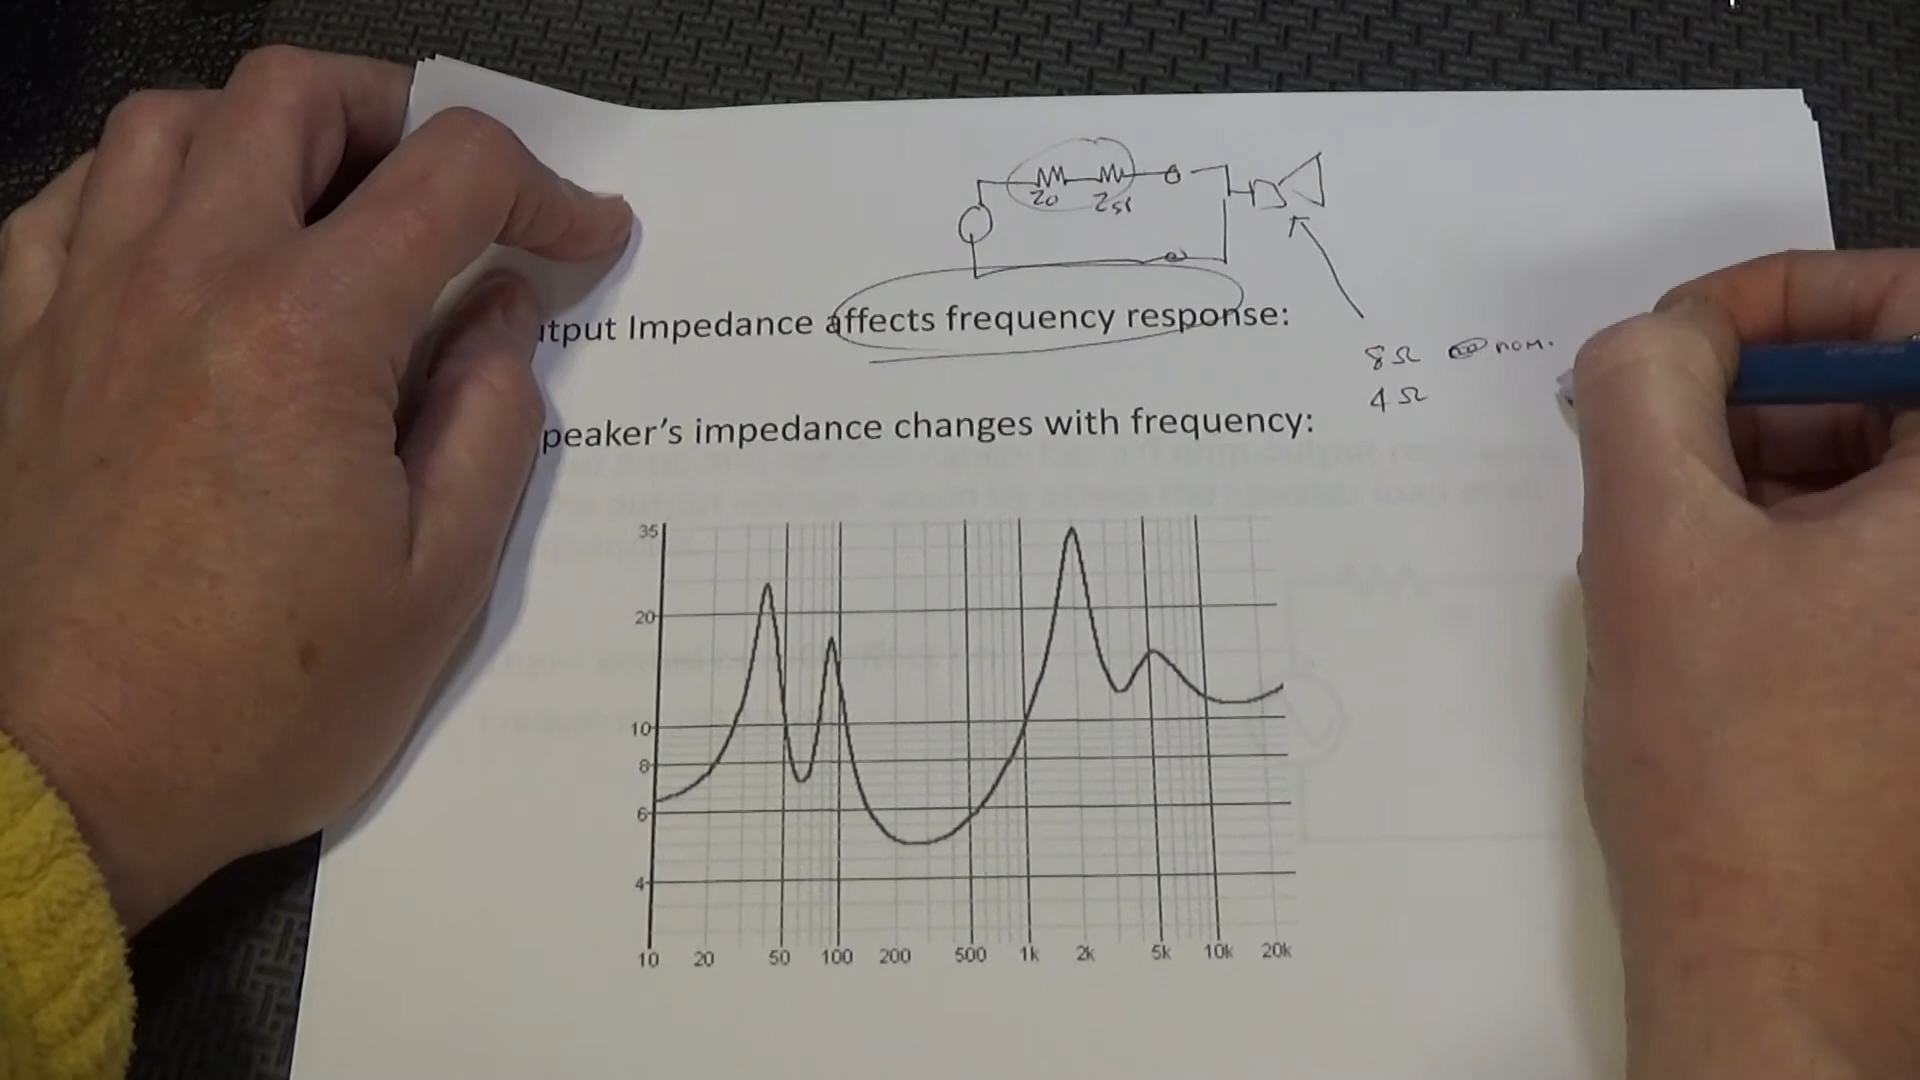 Zo
utput Impedance affects frequency response:
8Ω nom.
4Ω
peaker's impedance changes with frequency:
35
20
10
8
6
4
10 20 50 100 200 500 1k 2k 5k 10k 20k